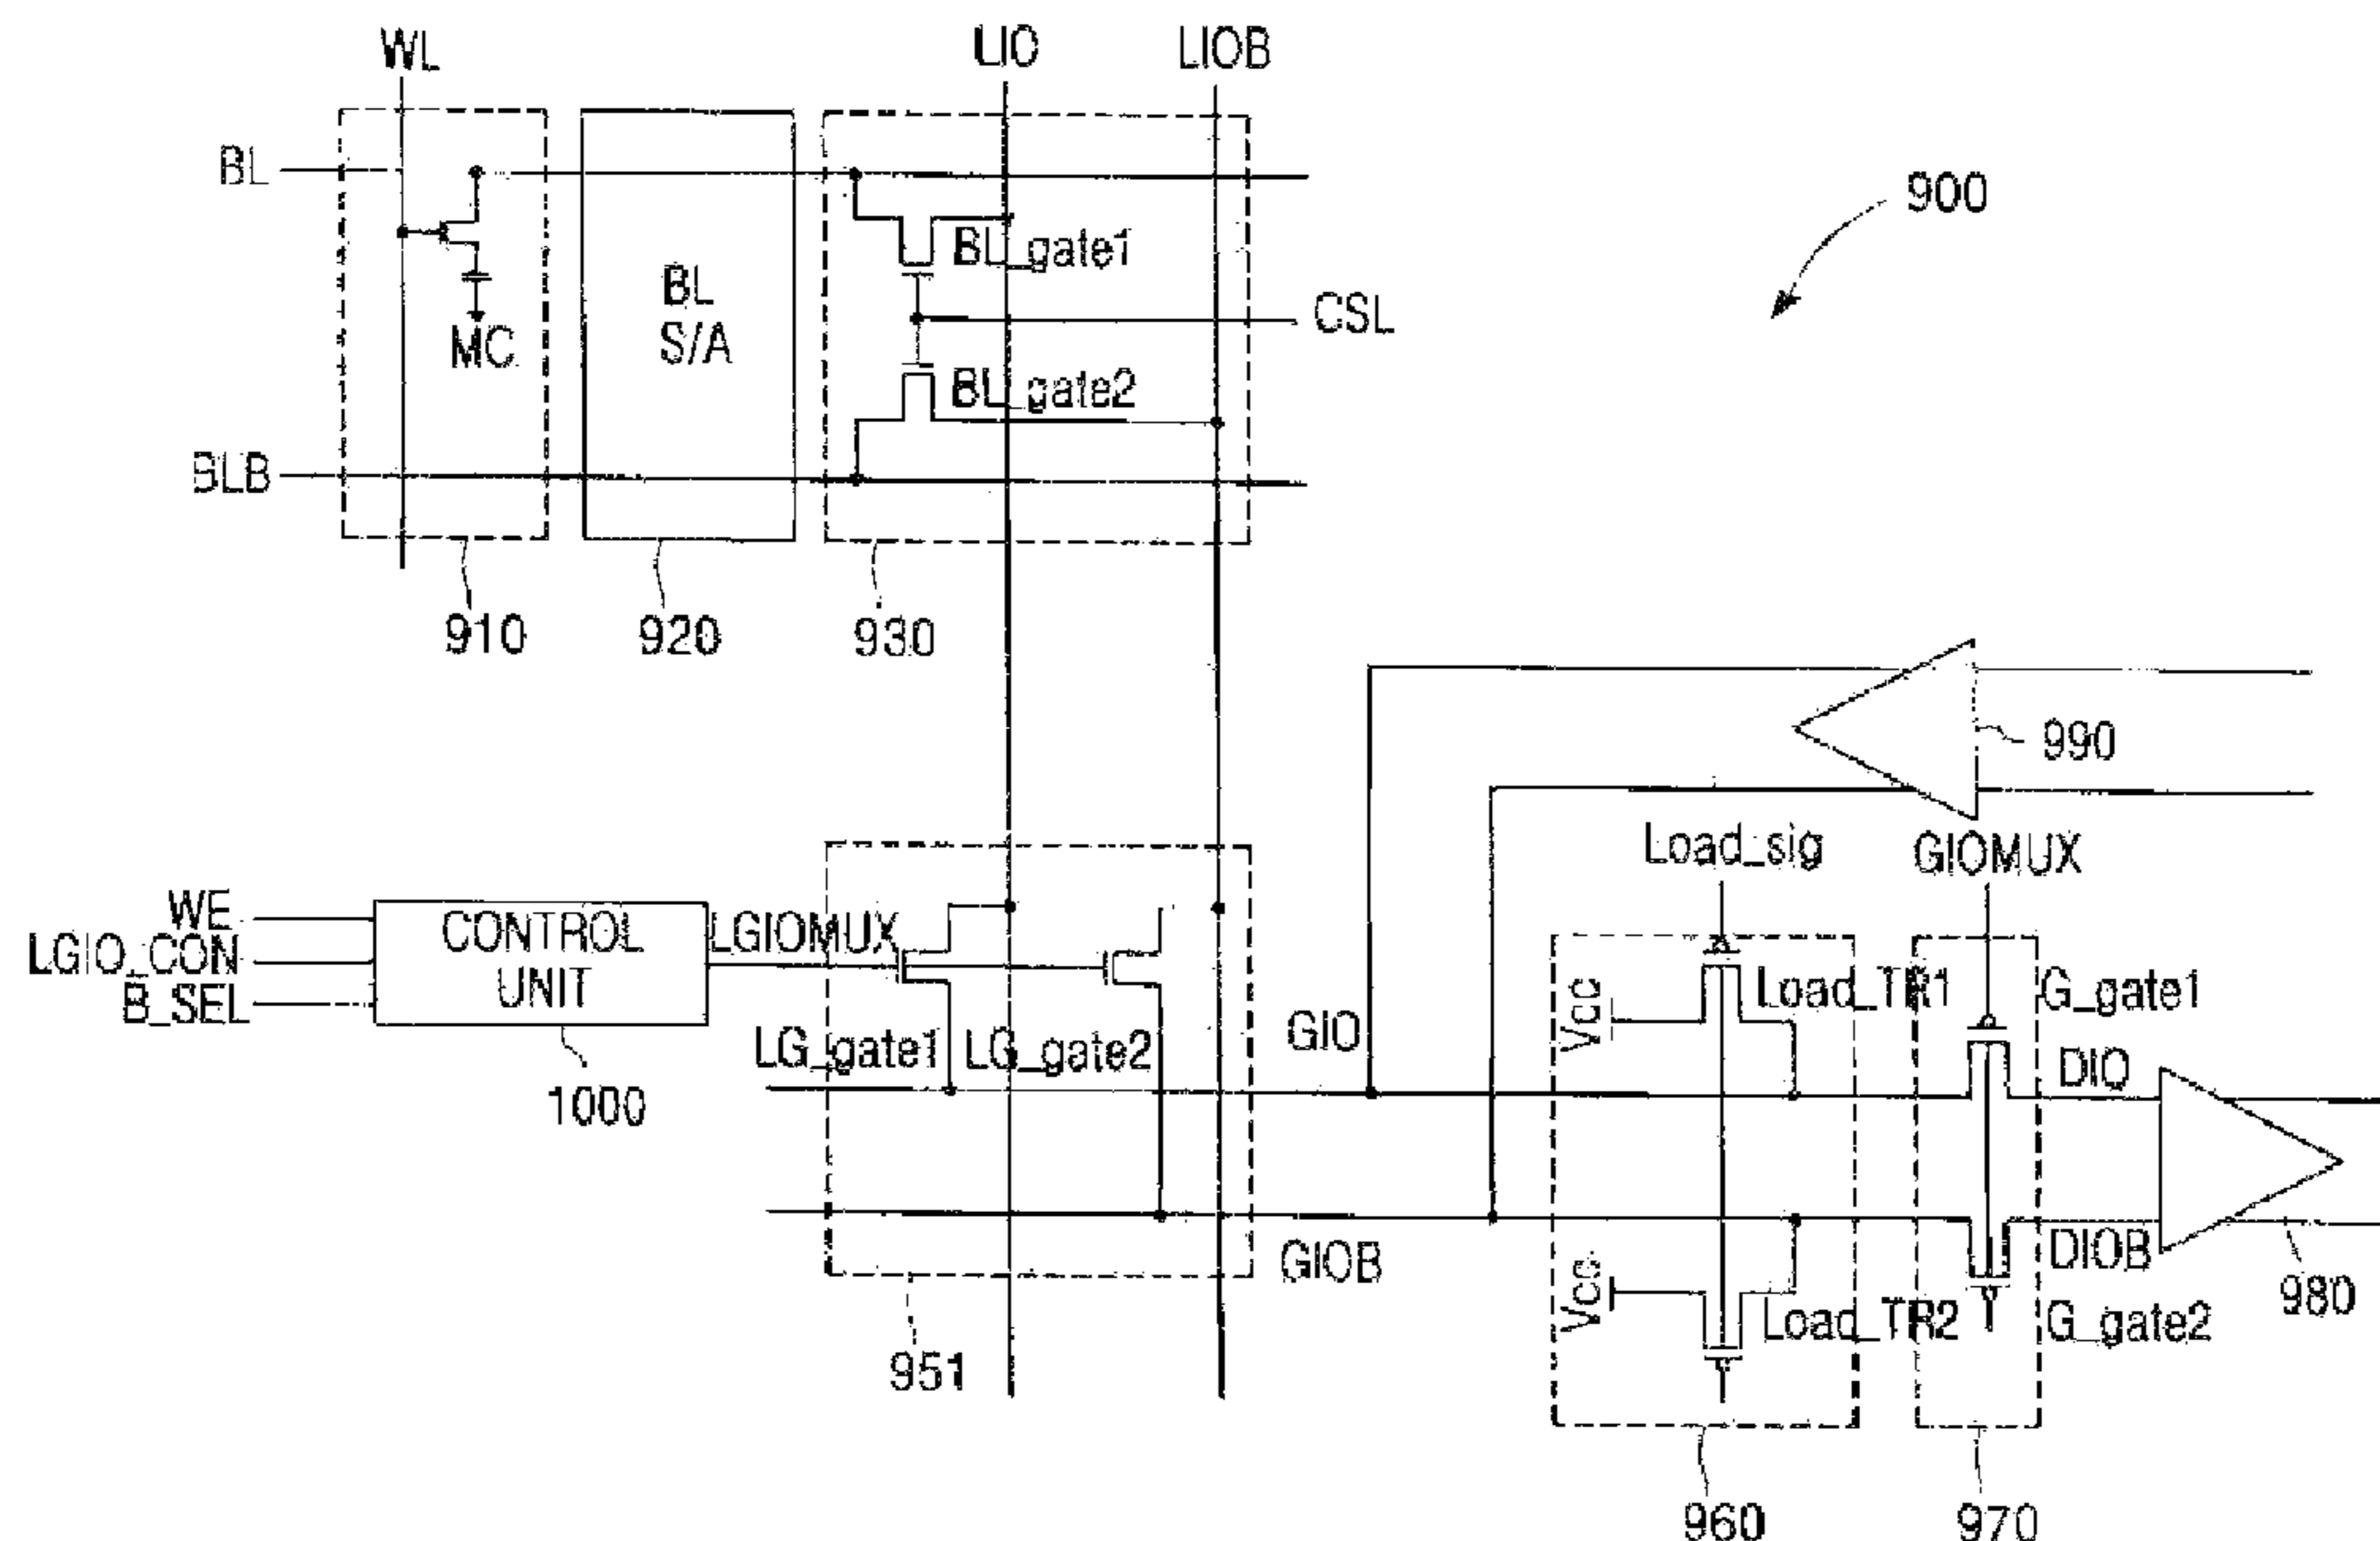 WL
LIO
LIOB
BL
900
BL_gate1
BL
S/A
CSL
MC
BL_gate2
BLB
910
920
930
990
Load_sig
GIOMUX
WE
LGIO_CON
B_SEL
CONTROL
UNIT
LGIOMUX
Vcc
Load_TR1
G_gate1
LG_gate1
LG_gate2
GIO
DIO
1000
GIOB
DIOB
Vcc
Load_TR2
G_gate2
980
951
960
970